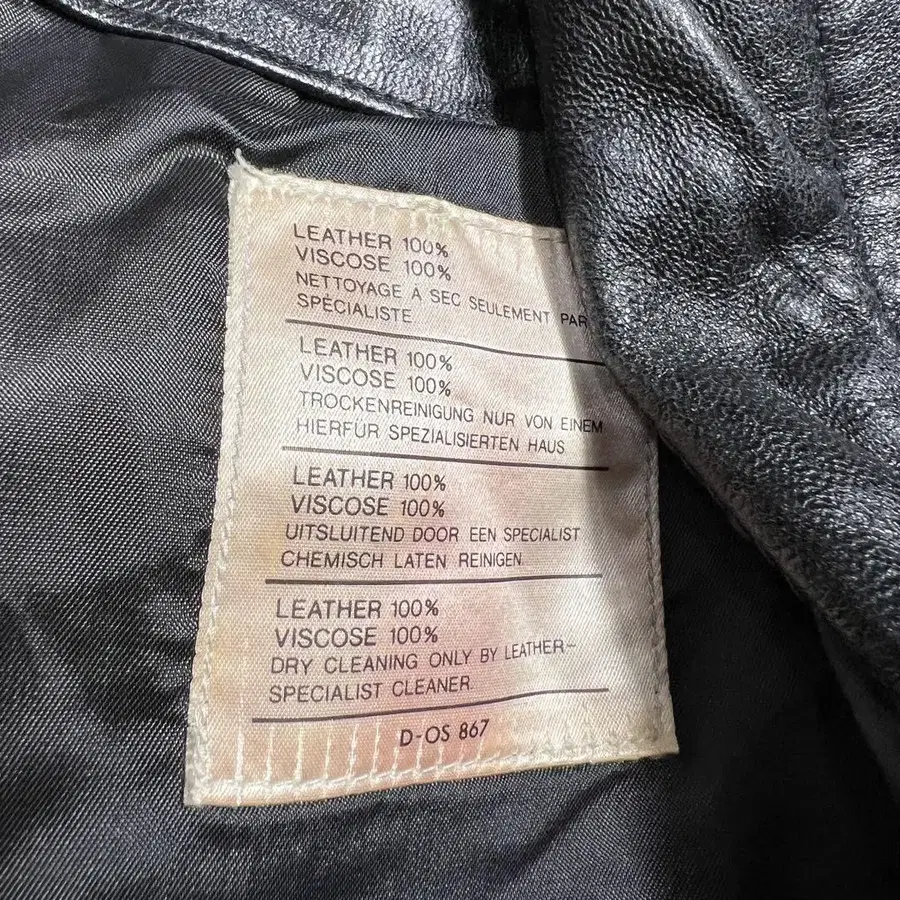 LEATHER 100%
VISCOSE 100%
NETTOYAGE À SEC SEULEMENT PAR
SPÉCIALISTE
LEATHER 100%
VISCOSE 100%
TROCKENREINIGUNG NUR VON EINEM
HIERFÜR SPEZIALISIERTEN HAUS
LEATHER 100%
VISCOSE 100%
UITSLUITEND DOOR EEN SPECIALIST
CHEMISCH LATEN REINIGEN
LEATHER 100%
VISCOSE 100%
DRY CLEANING ONLY BY LEATHER-
SPECIALIST CLEANER.
D-OS 867